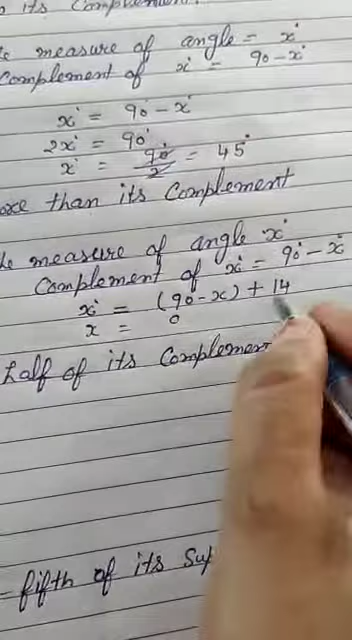 its Complement.
measure of angle = x°
Complement of x° = 90 - x°
x° = 90° - x°
2x° = 90°
x° = 90°/2 = 45°
than its Complement
measure of angle x°
Complement of x° = 90° - x°
x° = (90 - x) + 14
x =
half of its Complement
= fifth of its Sup